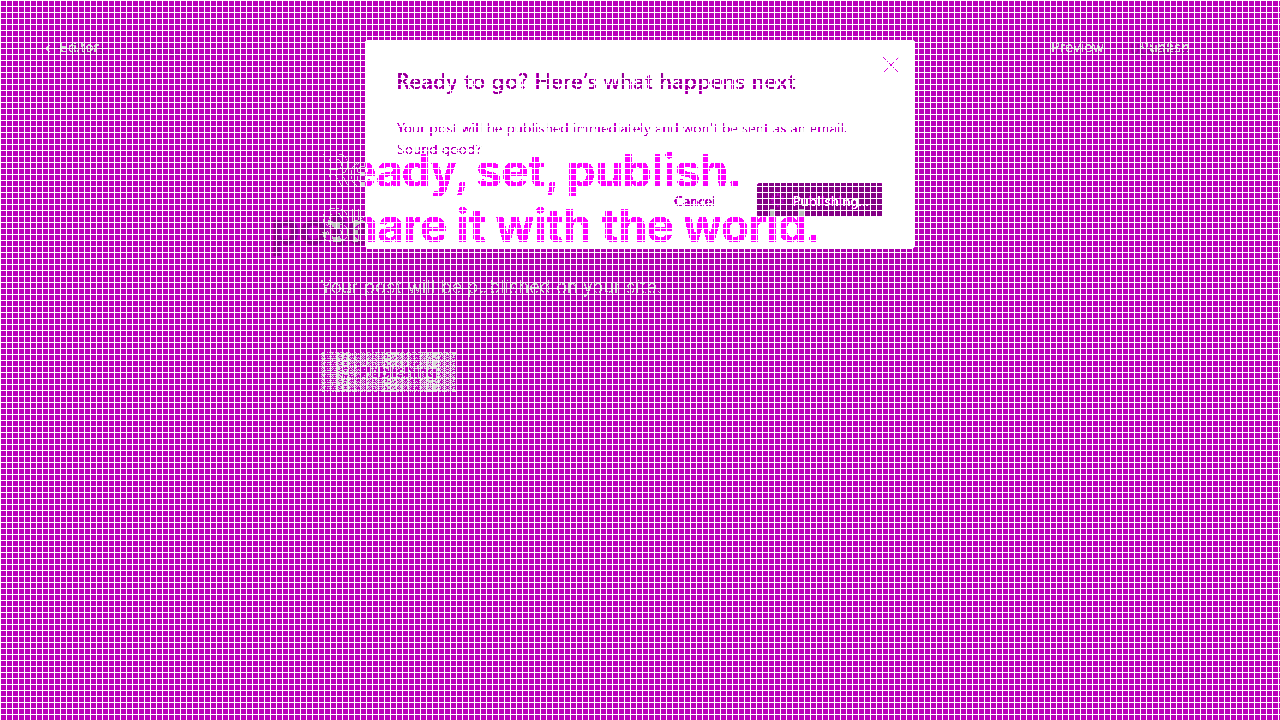 Editor
Preview Publish
Ready to go? Here's what happens next
Your post will be published immediately and won't be sent as an email.
Sound good?
Ready, set, publish.
Cancel Publishing...
Share it with the world.
Your post will be published on your site.